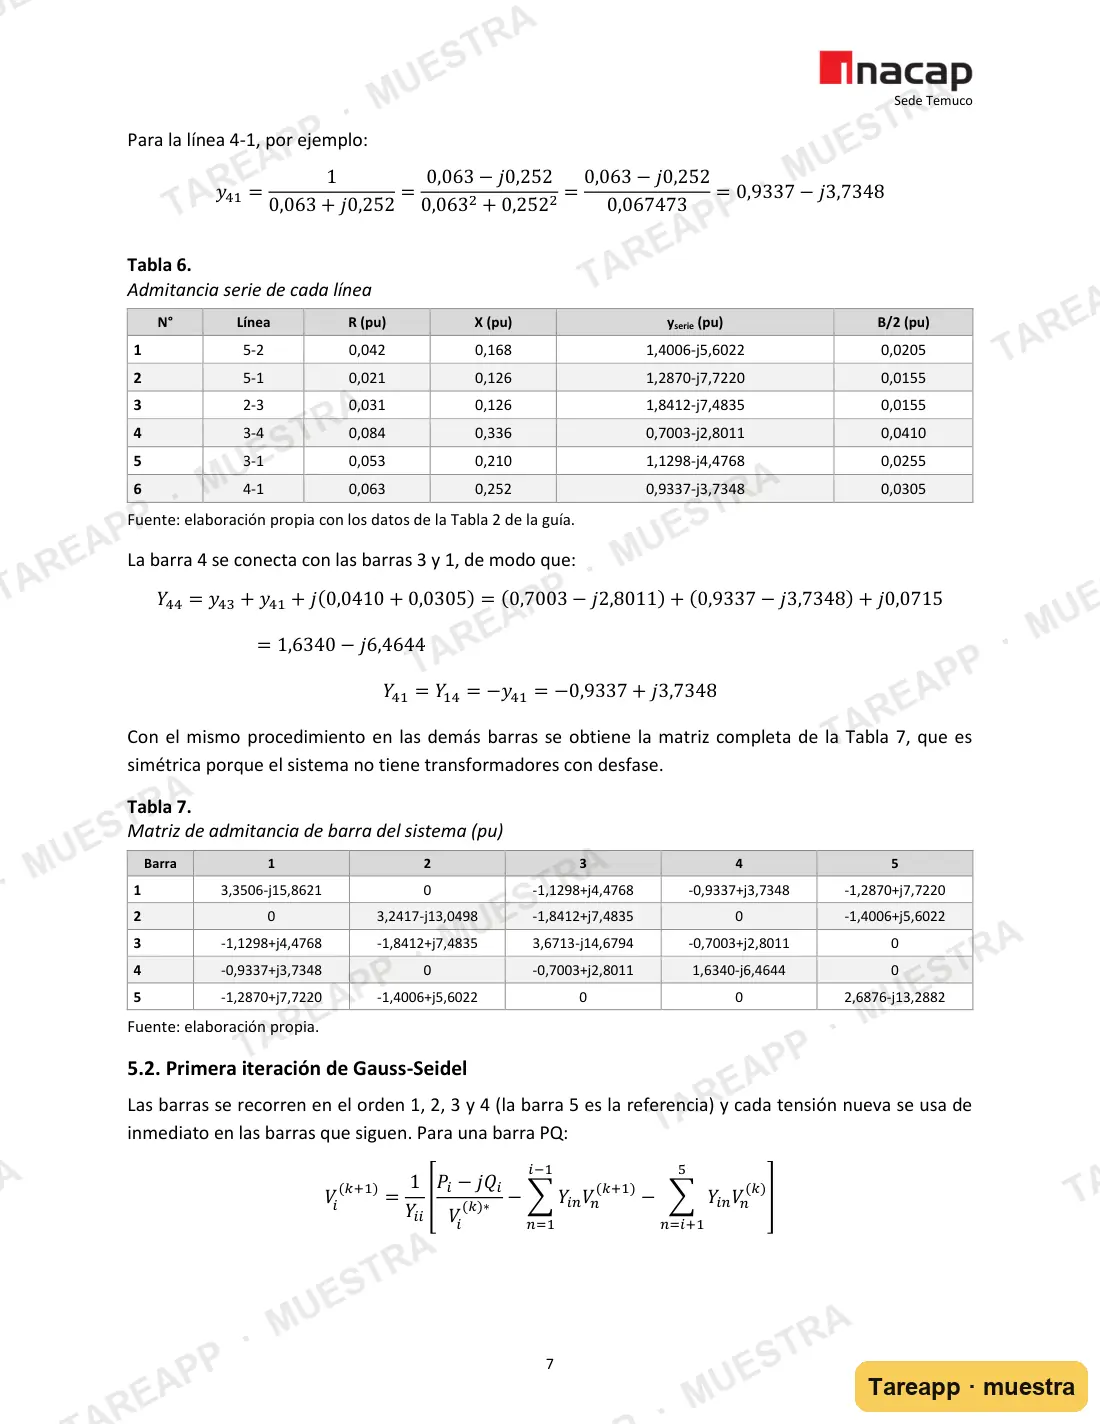 inacap
Sede Temuco
Para la línea 4-1, por ejemplo:
y₄₁ = 1 / (0,063 + j0,252) = (0,063 − j0,252) / (0,063² + 0,252²) = (0,063 − j0,252) / 0,067473 = 0,9337 − j3,7348
Tabla 6.
Admitancia serie de cada línea
N° Línea R (pu) X (pu) yserie (pu) B/2 (pu)
1 5-2 0,042 0,168 1,4006-j5,6022 0,0205
2 5-1 0,021 0,126 1,2870-j7,7220 0,0155
3 2-3 0,031 0,126 1,8412-j7,4835 0,0155
4 3-4 0,084 0,336 0,7003-j2,8011 0,0410
5 3-1 0,053 0,210 1,1298-j4,4768 0,0255
6 4-1 0,063 0,252 0,9337-j3,7348 0,0305
Fuente: elaboración propia con los datos de la Tabla 2 de la guía.
La barra 4 se conecta con las barras 3 y 1, de modo que:
Y₄₄ = y₄₃ + y₄₁ + j(0,0410 + 0,0305) = (0,7003 − j2,8011) + (0,9337 − j3,7348) + j0,0715
= 1,6340 − j6,4644
Y₄₁ = Y₁₄ = −y₄₁ = −0,9337 + j3,7348
Con el mismo procedimiento en las demás barras se obtiene la matriz completa de la Tabla 7, que es
simétrica porque el sistema no tiene transformadores con desfase.
Tabla 7.
Matriz de admitancia de barra del sistema (pu)
Barra 1 2 3 4 5
1 3,3506-j15,8621 0 -1,1298+j4,4768 -0,9337+j3,7348 -1,2870+j7,7220
2 0 3,2417-j13,0498 -1,8412+j7,4835 0 -1,4006+j5,6022
3 -1,1298+j4,4768 -1,8412+j7,4835 3,6713-j14,6794 -0,7003+j2,8011 0
4 -0,9337+j3,7348 0 -0,7003+j2,8011 1,6340-j6,4644 0
5 -1,2870+j7,7220 -1,4006+j5,6022 0 0 2,6876-j13,2882
Fuente: elaboración propia.
5.2. Primera iteración de Gauss-Seidel
Las barras se recorren en el orden 1, 2, 3 y 4 (la barra 5 es la referencia) y cada tensión nueva se usa de
inmediato en las barras que siguen. Para una barra PQ:
Vᵢ^(k+1) = 1/Yᵢᵢ [ (Pᵢ − jQᵢ) / Vᵢ^(k)* − ∑_{n=1}^{i−1} Yᵢₙ Vₙ^(k+1) − ∑_{n=i+1}^{5} Yᵢₙ Vₙ^(k) ]
7
Tareapp · muestra
TAREAPP · MUESTRA